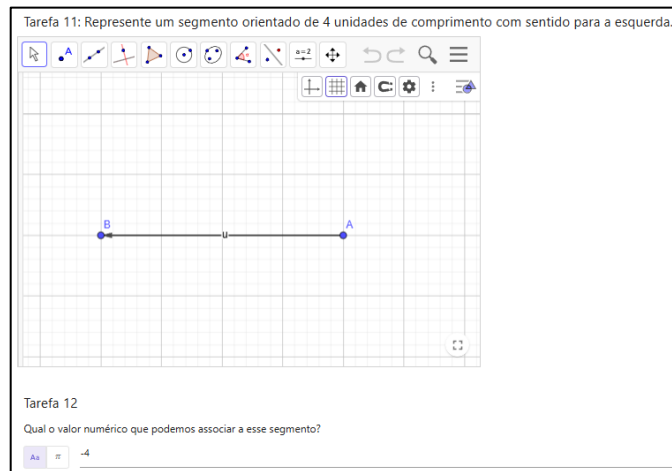 Tarefa 11: Represente um segmento orientado de 4 unidades de comprimento com sentido para a esquerda.
A
a=2
B
u
A
Tarefa 12
Qual o valor numérico que podemos associar a esse segmento?
Aa π -4